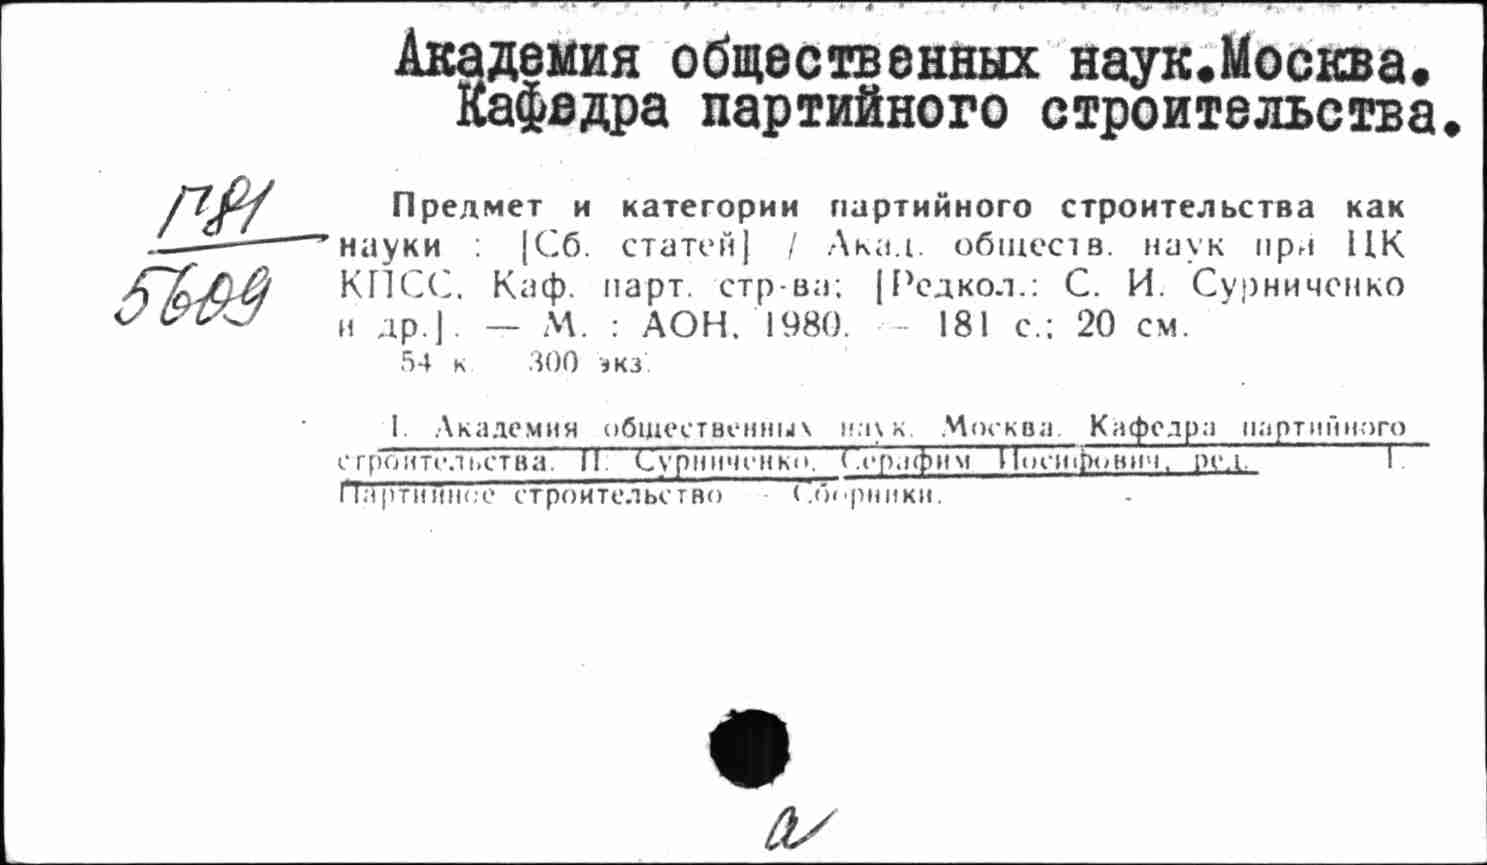 Академия общественных наук.Москва.
Кафедра партийного строительства.
П81
5609
Предмет и категории партийного строительства как
науки : [Сб. статей] / Акад. обществ. наук при ЦК
КПСС, Каф. парт. стр-ва; [Редкол.: С. И. Сурниченко
и др.]. — М. : АОН, 1980. — 181 с.; 20 см.
54 к. 300 экз.
I. Академия общественных наук. Москва. Кафедра партийного
строительства. II. Сурниченко, Серафим Иосифович, ред. 1.
Партийное строительство — Сборники.
а